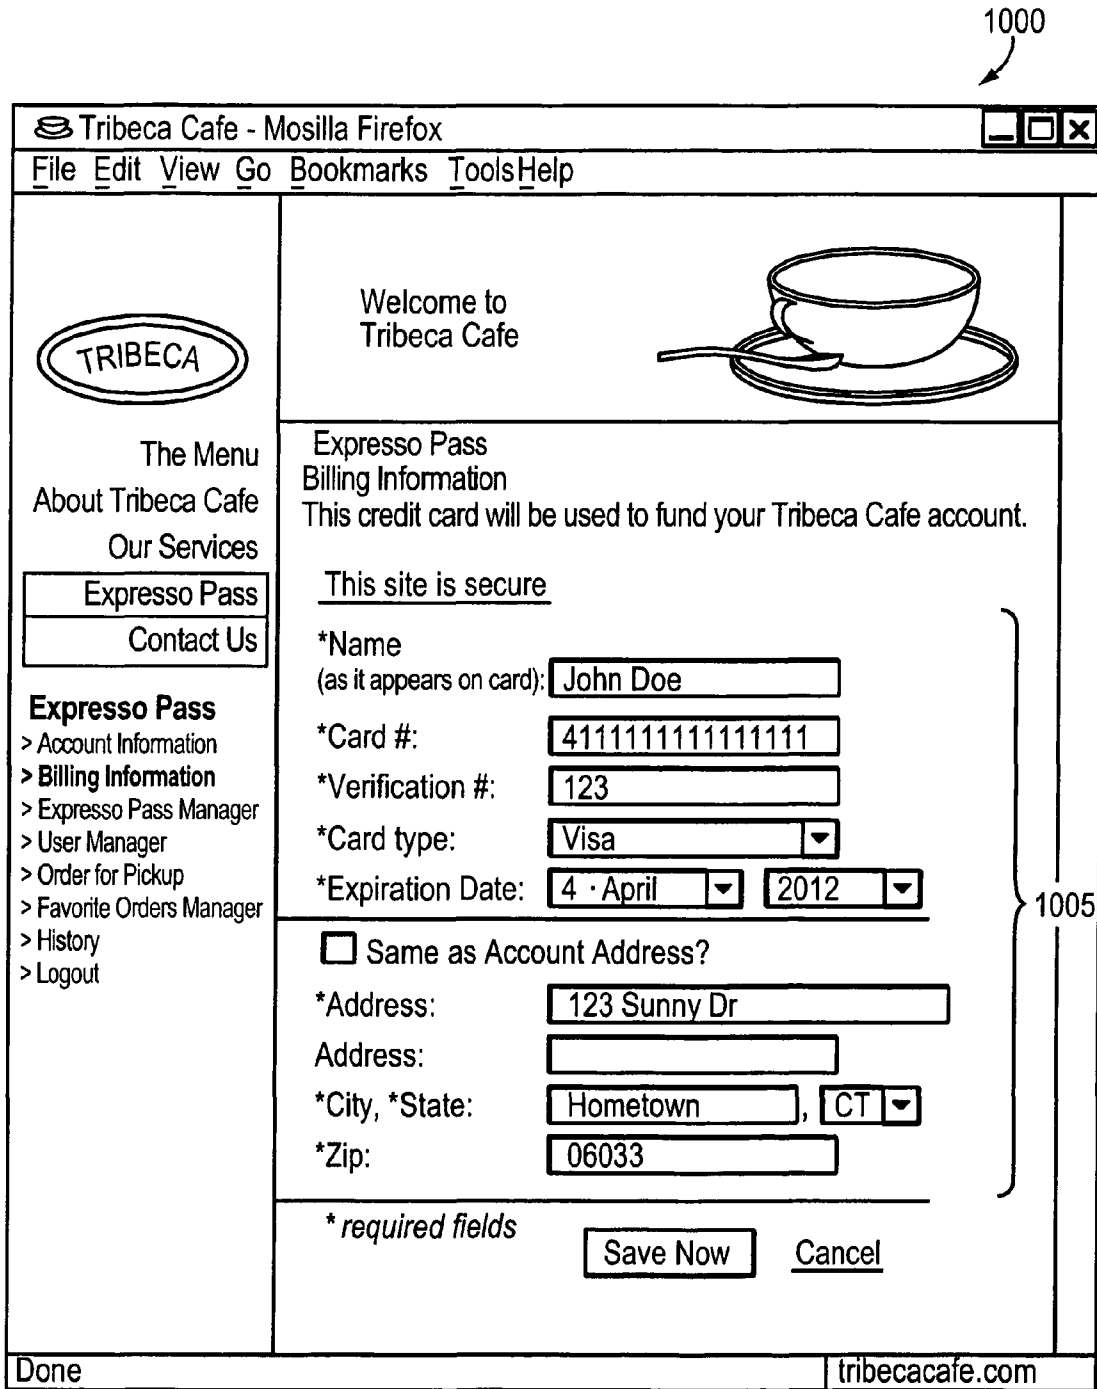 1000
Tribeca Cafe - Mosilla Firefox
File Edit View Go Bookmarks Tools Help
TRIBECA
Welcome to
Tribeca Cafe
The Menu
About Tribeca Cafe
Our Services
Expresso Pass
Contact Us
Expresso Pass
> Account Information
> Billing Information
> Expresso Pass Manager
> User Manager
> Order for Pickup
> Favorite Orders Manager
> History
> Logout
Expresso Pass
Billing Information
This credit card will be used to fund your Tribeca Cafe account.
This site is secure
*Name
(as it appears on card): John Doe
*Card #: 4111111111111111
*Verification #: 123
*Card type: Visa
*Expiration Date: 4 · April 2012
1005
Same as Account Address?
*Address: 123 Sunny Dr
Address:
*City, *State: Hometown , CT
*Zip: 06033
* required fields
Save Now Cancel
Done tribecacafe.com